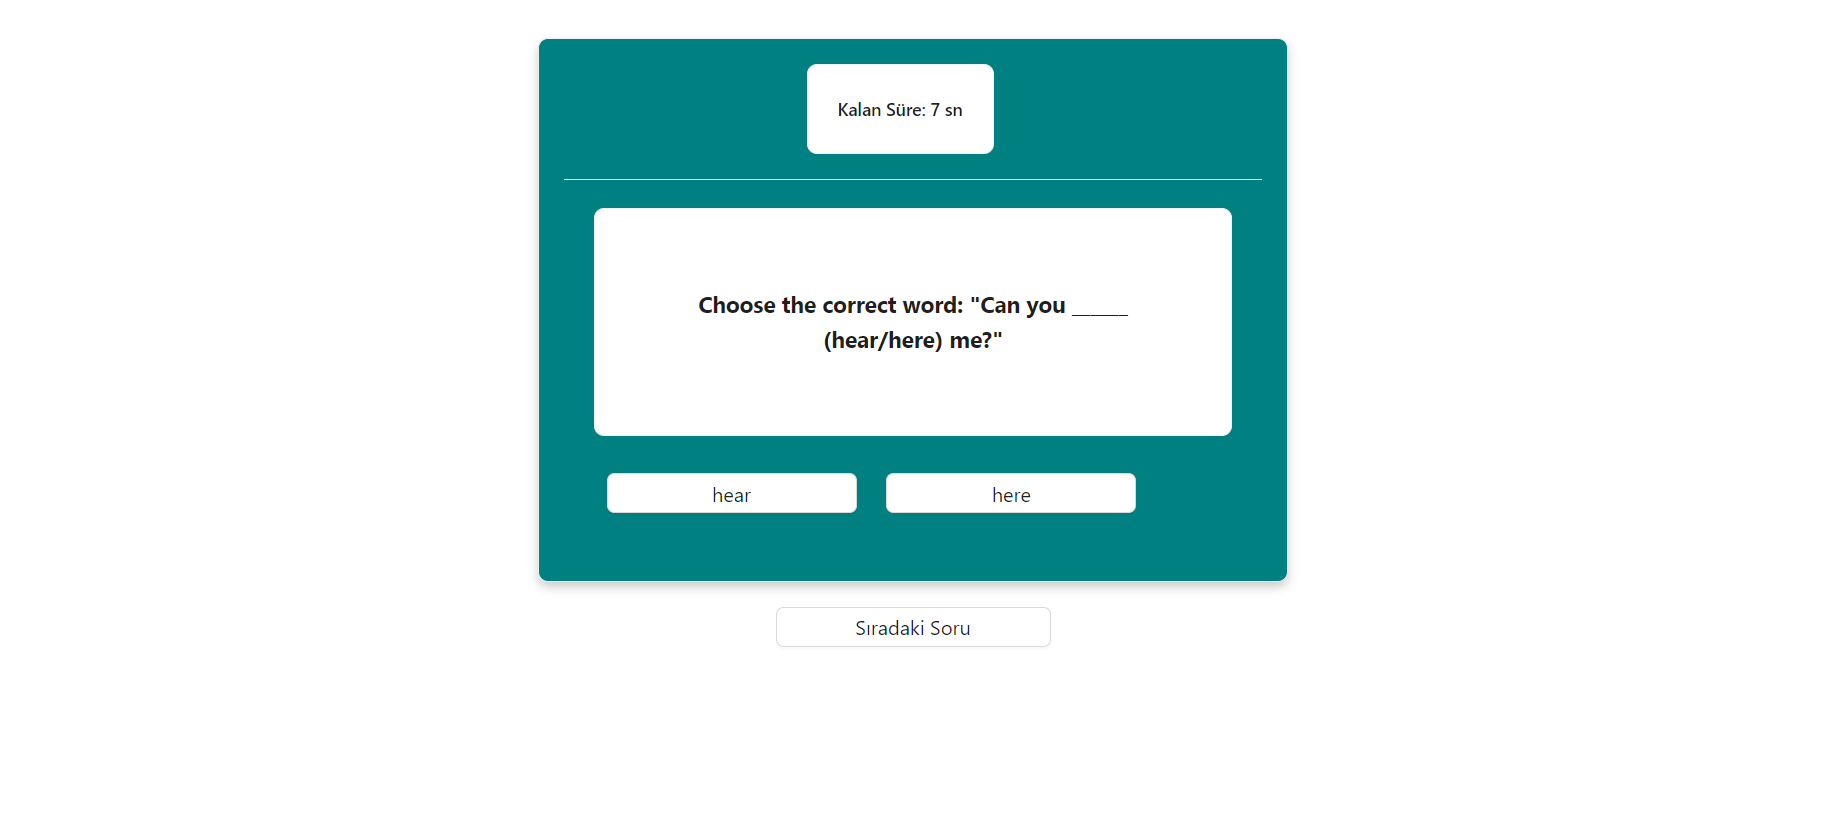 Kalan Süre: 7 sn
Choose the correct word: "Can you _____
(hear/here) me?"
hear
here
Sıradaki Soru